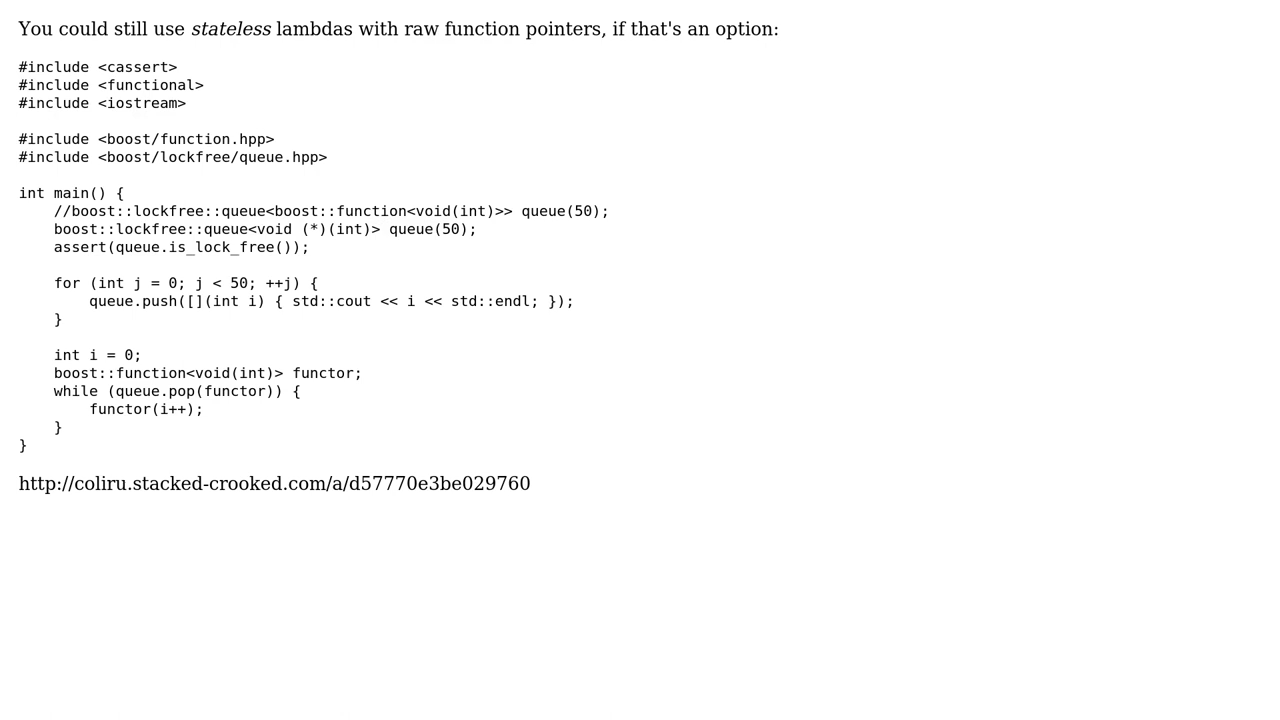 You could still use stateless lambdas with raw function pointers, if that's an option:
#include <cassert>
#include <functional>
#include <iostream>

#include <boost/function.hpp>
#include <boost/lockfree/queue.hpp>

int main() {
    //boost::lockfree::queue<boost::function<void(int)>> queue(50);
    boost::lockfree::queue<void (*)(int)> queue(50);
    assert(queue.is_lock_free());

    for (int j = 0; j < 50; ++j) {
        queue.push([](int i) { std::cout << i << std::endl; });
    }

    int i = 0;
    boost::function<void(int)> functor;
    while (queue.pop(functor)) {
        functor(i++);
    }
}
http://coliru.stacked-crooked.com/a/d57770e3be029760